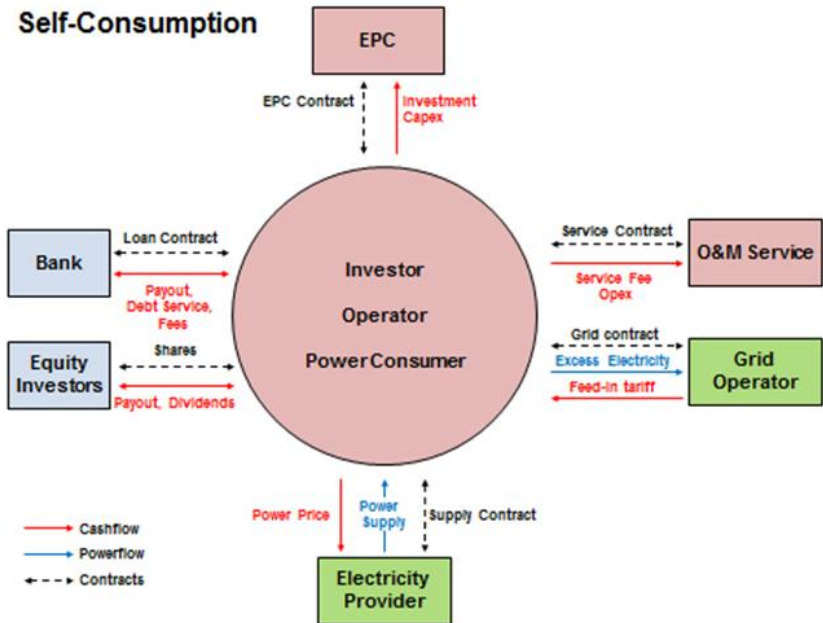 Self-Consumption
EPC
EPC Contract
Investment
Capex
Bank
Loan Contract
Payout,
Debt Service,
Fees
Equity
Investors
Shares
Payout, Dividends
Investor
Operator
Power Consumer
Service Contract
Service Fee
Opex
O&M Service
Grid contract
Excess Electricity
Feed-in tariff
Grid
Operator
Power Price
Power
Supply
Supply Contract
Electricity
Provider
Cashflow
Powerflow
Contracts